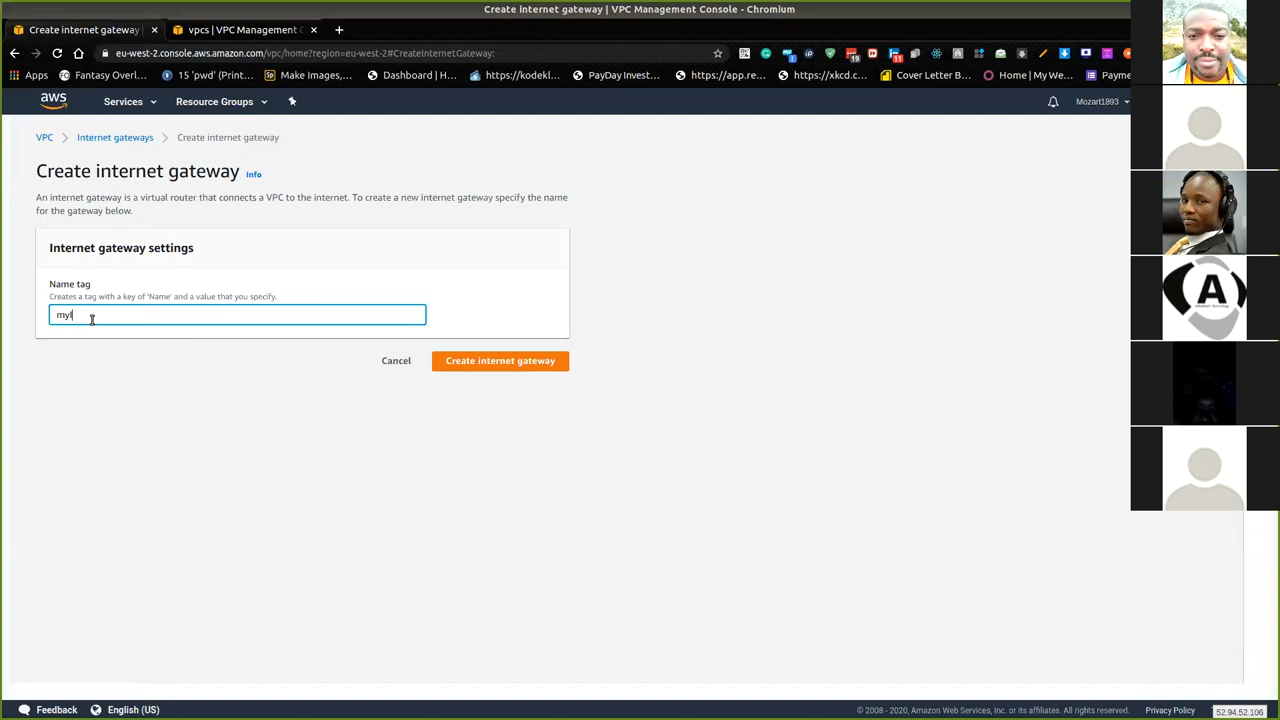 Create internet gateway | VPC Management Console - Chromium
Create internet gateway | × vpcs | VPC Management C × +
eu-west-2.console.aws.amazon.com/vpc/home?region=eu-west-2#CreateInternetGateway:
19 1 11
Apps Fantasy Overl... 15 'pwd' (Print... Make Images... Dashboard | H... http://kodekl... PayDay Invest... https://app.re... https://xkcd.c... Cover Letter B... Home | My We... Payme
aws Services Resource Groups Mozart1893
VPC > Internet gateways > Create internet gateway
Create internet gateway Info
An internet gateway is a virtual router that connects a VPC to the internet. To create a new internet gateway specify the name
for the gateway below.
Internet gateway settings
Name tag
Creates a tag with a key of 'Name' and a value that you specify.
myI
Cancel Create internet gateway
A
Feedback English (US) © 2008 - 2020, Amazon Web Services, Inc. or its affiliates. All rights reserved. Privacy Policy
52.94.52.106